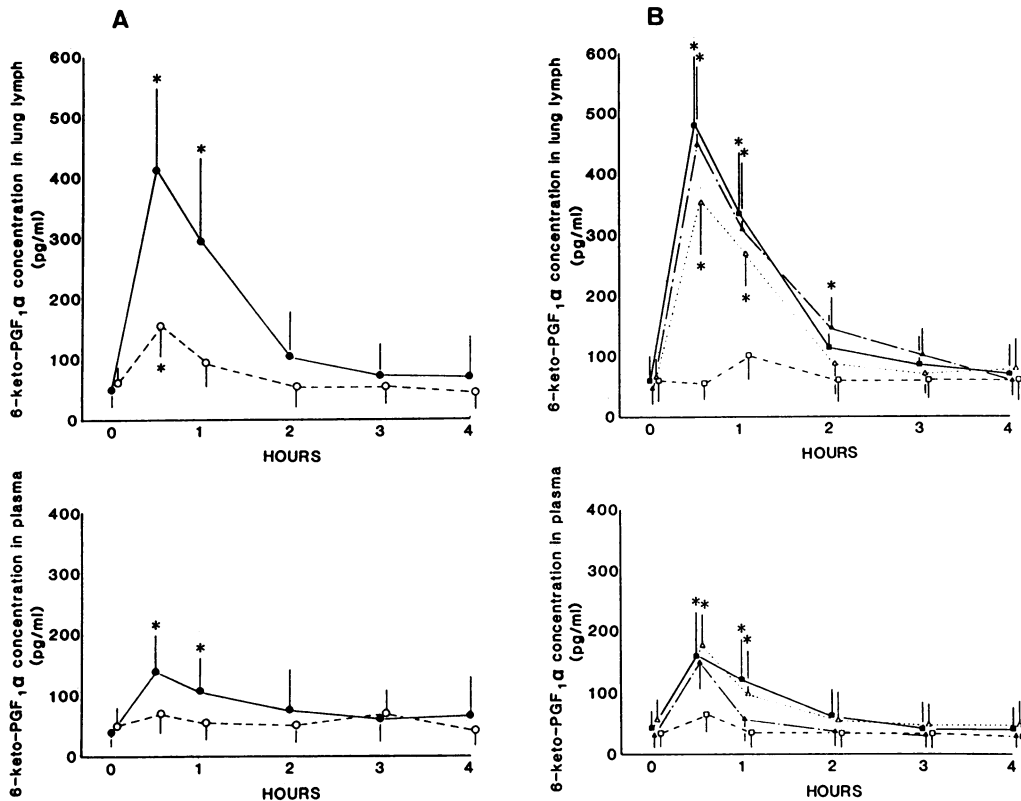 A
6-keto-PGF₁α concentration in lung lymph
(pg/ml)
600
500
400
300
200
100
0
*
*
*
0 1 2 3 4
HOURS
B
6-keto-PGF₁α concentration in lung lymph
(pg/ml)
600
500
400
300
200
100
0
* *
* *
*
*
*
0 1 2 3 4
HOURS
6-keto-PGF₁α concentration in plasma
(pg/ml)
400
300
200
100
0
*
*
0 1 2 3 4
HOURS
6-keto-PGF₁α concentration in plasma
(pg/ml)
400
300
200
100
0
* *
* *
0 1 2 3 4
HOURS